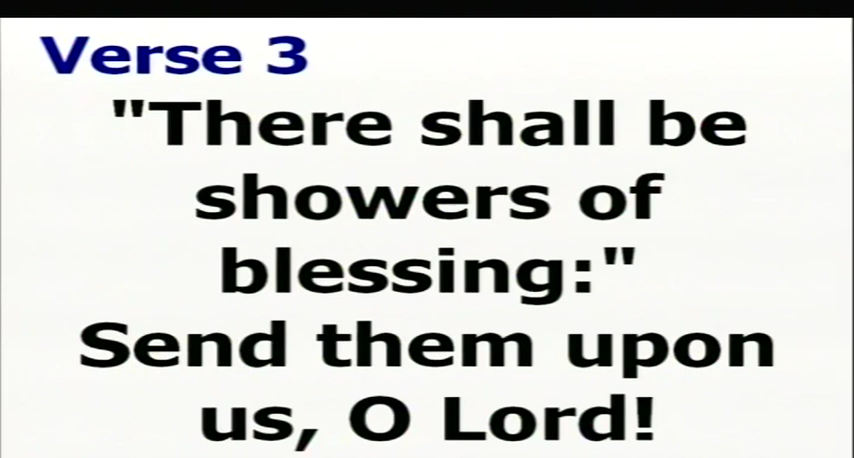 Verse 3
"There shall be
showers of
blessing:"
Send them upon
us, O Lord!